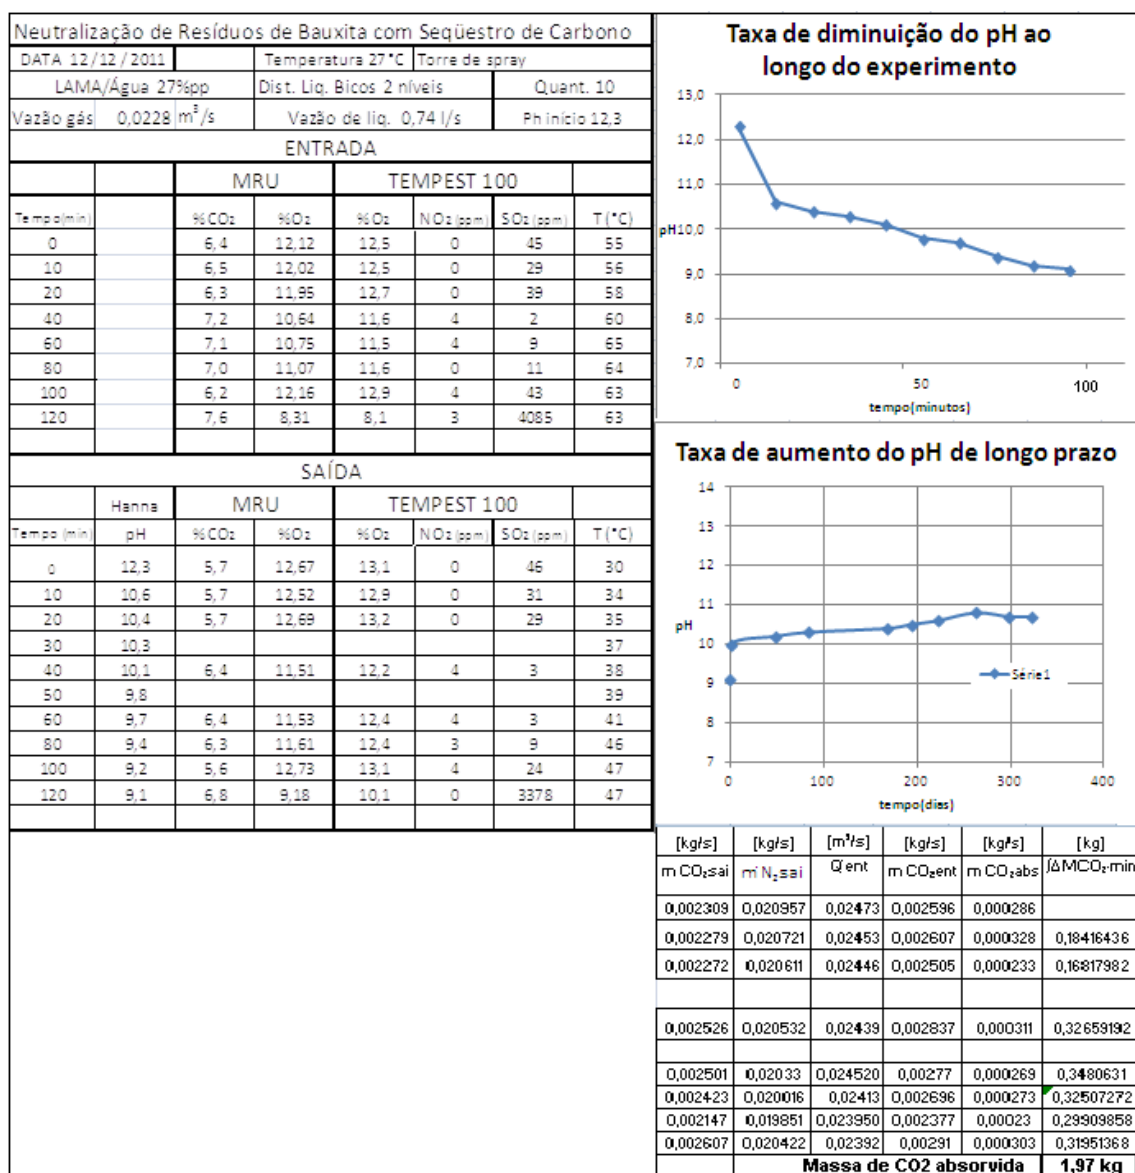 Neutralização de Resíduos de Bauxita com Seqüestro de Carbono
DATA 12/12/2011 Temperatura 27°C Torre de spray
LAMA/Água 27%pp Dist. Liq. Bicos 2 níveis Quant. 10
Vazão gás 0,0228 m³/s Vazão de liq. 0,74 l/s Ph início 12,3
ENTRADA
MRU TEMPEST 100
Tempo(min) %CO₂ %O₂ %O₂ NO₂(ppm) SO₂(ppm) T(°C)
0 6,4 12,12 12,5 0 45 55
10 6,5 12,02 12,5 0 29 56
20 6,3 11,95 12,7 0 39 58
40 7,2 10,64 11,6 4 2 60
60 7,1 10,75 11,5 4 9 65
80 7,0 11,07 11,6 0 11 64
100 6,2 12,16 12,9 4 43 63
120 7,6 8,31 8,1 3 4085 63
SAÍDA
Hanna MRU TEMPEST 100
Tempo (min) pH %CO₂ %O₂ %O₂ NO₂(ppm) SO₂(ppm) T(°C)
0 12,3 5,7 12,67 13,1 0 46 30
10 10,6 5,7 12,52 12,9 0 31 34
20 10,4 5,7 12,69 13,2 0 29 35
30 10,3 37
40 10,1 6,4 11,51 12,2 4 3 38
50 9,8 39
60 9,7 6,4 11,53 12,4 4 3 41
80 9,4 6,3 11,61 12,4 3 9 46
100 9,2 5,6 12,73 13,1 4 24 47
120 9,1 6,8 9,18 10,1 0 3378 47
Taxa de diminuição do pH ao
longo do experimento
13,0
12,0
11,0
pH 10,0
9,0
8,0
7,0
0 50 100
tempo(minutos)
Taxa de aumento do pH de longo prazo
14
13
12
11
pH
10
9
8
7
Série1
0 100 200 300 400
tempo(dias)
[kg/s] [kg/s] [m³/s] [kg/s] [kg/s] [kg]
m CO₂sai m N₂sai Q ent m CO₂ent m CO₂abs ∫ΔMCO₂·min
0,002309 0,020957 0,02473 0,002596 0,000286
0,002279 0,020721 0,02453 0,002607 0,000328 0,18416436
0,002272 0,020611 0,02446 0,002505 0,000233 0,16817982
0,002526 0,020532 0,02439 0,002837 0,000311 0,32659192
0,002501 0,02033 0,024520 0,00277 0,000269 0,3480631
0,002423 0,020016 0,02413 0,002696 0,000273 0,32507272
0,002147 0,019851 0,023950 0,002377 0,00023 0,29909858
0,002607 0,020422 0,02392 0,00291 0,000303 0,31951368
Massa de CO2 absorvida 1,97 kg